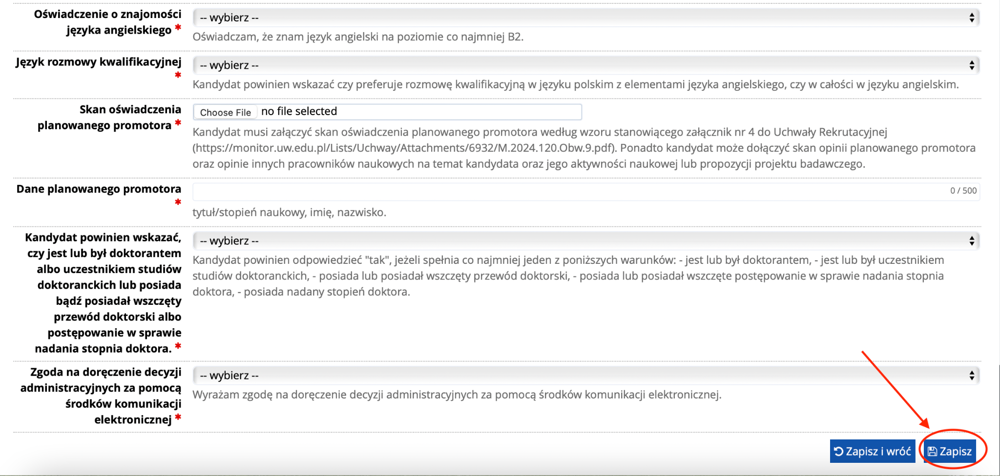 Oświadczenie o znajomości
języka angielskiego *
-- wybierz --
Oświadczam, że znam język angielski na poziomie co najmniej B2.
Język rozmowy kwalifikacyjnej
*
-- wybierz --
Kandydat powinien wskazać czy preferuje rozmowę kwalifikacyjną w języku polskim z elementami języka angielskiego, czy w całości w języku angielskim.
Skan oświadczenia
planowanego promotora *
Choose File no file selected
Kandydat musi załączyć skan oświadczenia planowanego promotora według wzoru stanowiącego załącznik nr 4 do Uchwały Rekrutacyjnej
(https://monitor.uw.edu.pl/Lists/Uchway/Attachments/6932/M.2024.120.Obw.9.pdf). Ponadto kandydat może dołączyć skan opinii planowanego promotora
oraz opinie innych pracowników naukowych na temat kandydata oraz jego aktywności naukowej lub propozycji projektu badawczego.
Dane planowanego promotora
*
0 / 500
tytuł/stopień naukowy, imię, nazwisko.
Kandydat powinien wskazać,
czy jest lub był doktorantem
albo uczestnikiem studiów
doktoranckich lub posiada
bądź posiadał wszczęty
przewód doktorski albo
postępowanie w sprawie
nadania stopnia doktora. *
-- wybierz --
Kandydat powinien odpowiedzieć "tak", jeżeli spełnia co najmniej jeden z poniższych warunków: - jest lub był doktorantem, - jest lub był uczestnikiem
studiów doktoranckich, - posiada lub posiadał wszczęty przewód doktorski, - posiada lub posiadał wszczęte postępowanie w sprawie nadania stopnia
doktora, - posiada nadany stopień doktora.
Zgoda na doręczenie decyzji
administracyjnych za pomocą
środków komunikacji
elektronicznej *
-- wybierz --
Wyrażam zgodę na doręczenie decyzji administracyjnych za pomocą środków komunikacji elektronicznej.
Zapisz i wróć
Zapisz